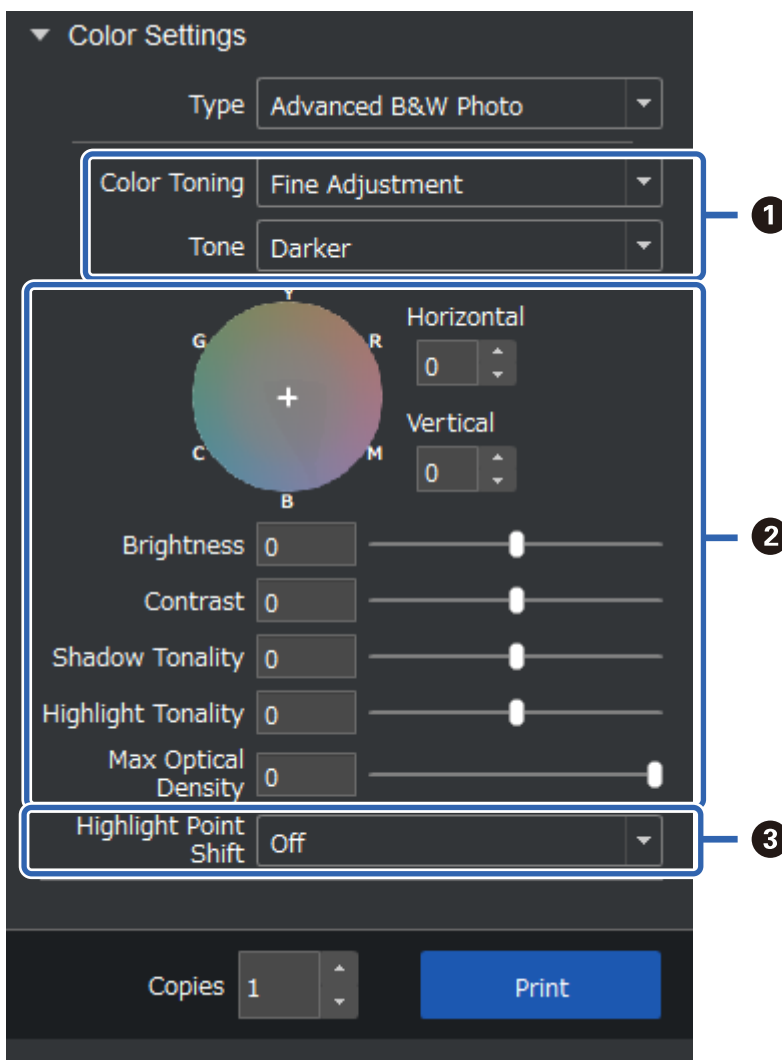 Color Settings
Type Advanced B&W Photo
Color Toning Fine Adjustment
1
Tone Darker
Y
Horizontal
G R
0
Vertical
C M
0
B
2
Brightness 0
Contrast 0
Shadow Tonality 0
Highlight Tonality 0
Max Optical
Density 0
Highlight Point
Shift Off
3
Copies 1 Print